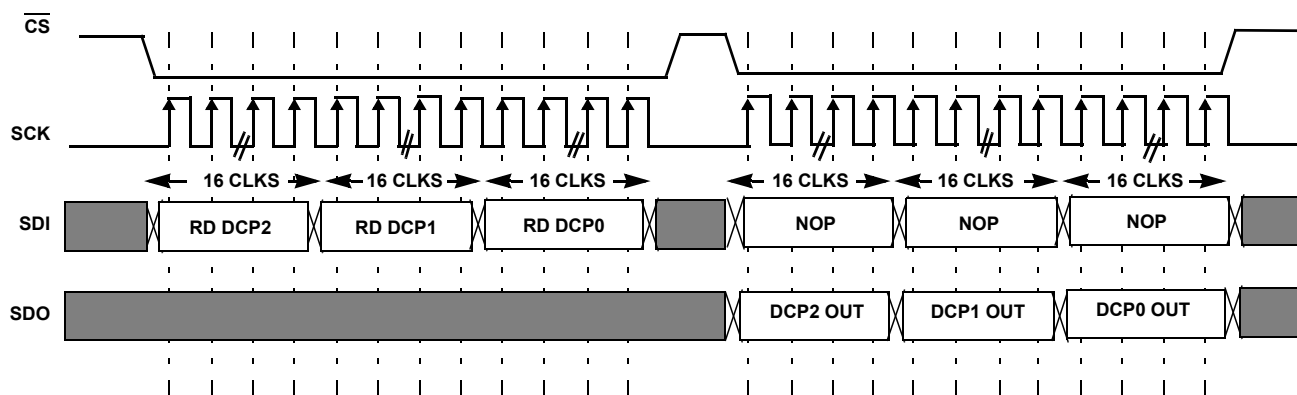 CS
SCK
16 CLKS 16 CLKS 16 CLKS 16 CLKS 16 CLKS 16 CLKS
SDI RD DCP2 RD DCP1 RD DCP0 NOP NOP NOP
SDO DCP2 OUT DCP1 OUT DCP0 OUT